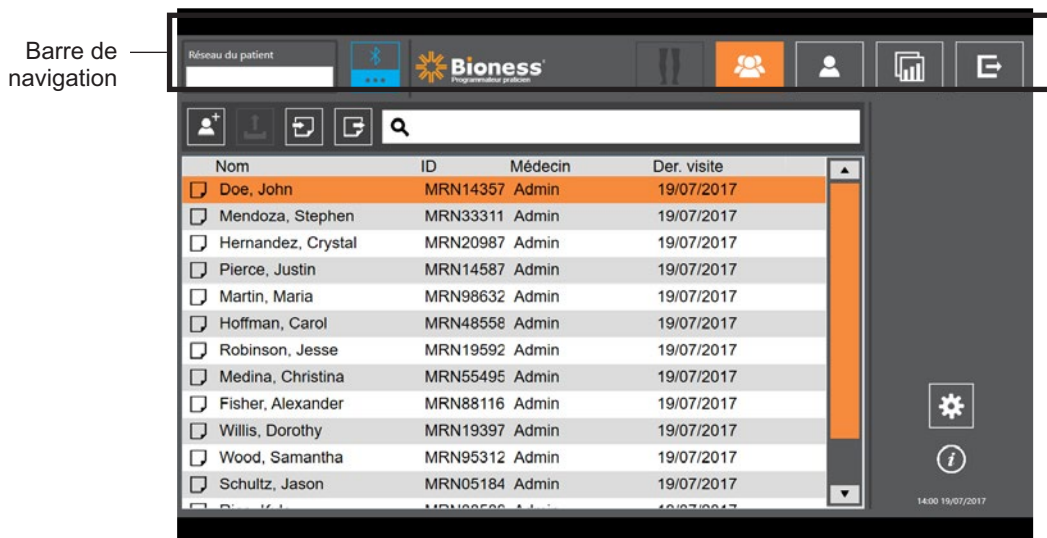 Barre de
navigation
Réseau du patient
Bioness
Programmateur praticien
Nom ID Médecin Der. visite
Doe, John MRN14357 Admin 19/07/2017
Mendoza, Stephen MRN33311 Admin 19/07/2017
Hernandez, Crystal MRN20987 Admin 19/07/2017
Pierce, Justin MRN14587 Admin 19/07/2017
Martin, Maria MRN98632 Admin 19/07/2017
Hoffman, Carol MRN48558 Admin 19/07/2017
Robinson, Jesse MRN19592 Admin 19/07/2017
Medina, Christina MRN55495 Admin 19/07/2017
Fisher, Alexander MRN88116 Admin 19/07/2017
Willis, Dorothy MRN19397 Admin 19/07/2017
Wood, Samantha MRN95312 Admin 19/07/2017
Schultz, Jason MRN05184 Admin 19/07/2017
14:00 19/07/2017